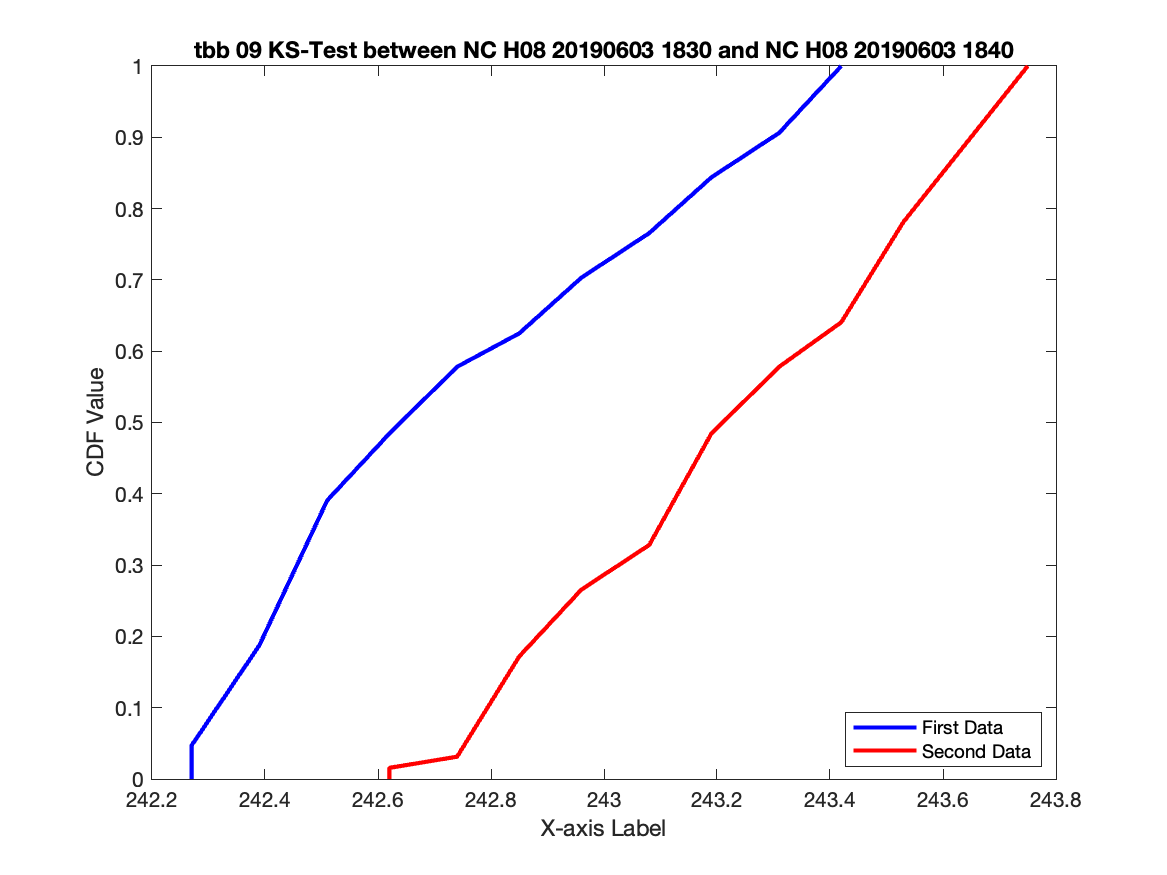 tbb 09 KS-Test between NC H08 20190603 1830 and NC H08 20190603 1840
1
0.9
0.8
0.7
0.6
0.5
0.4
0.3
0.2
0.1
0
CDF Value
First Data
Second Data
242.2 242.4 242.6 242.8 243 243.2 243.4 243.6 243.8
X-axis Label